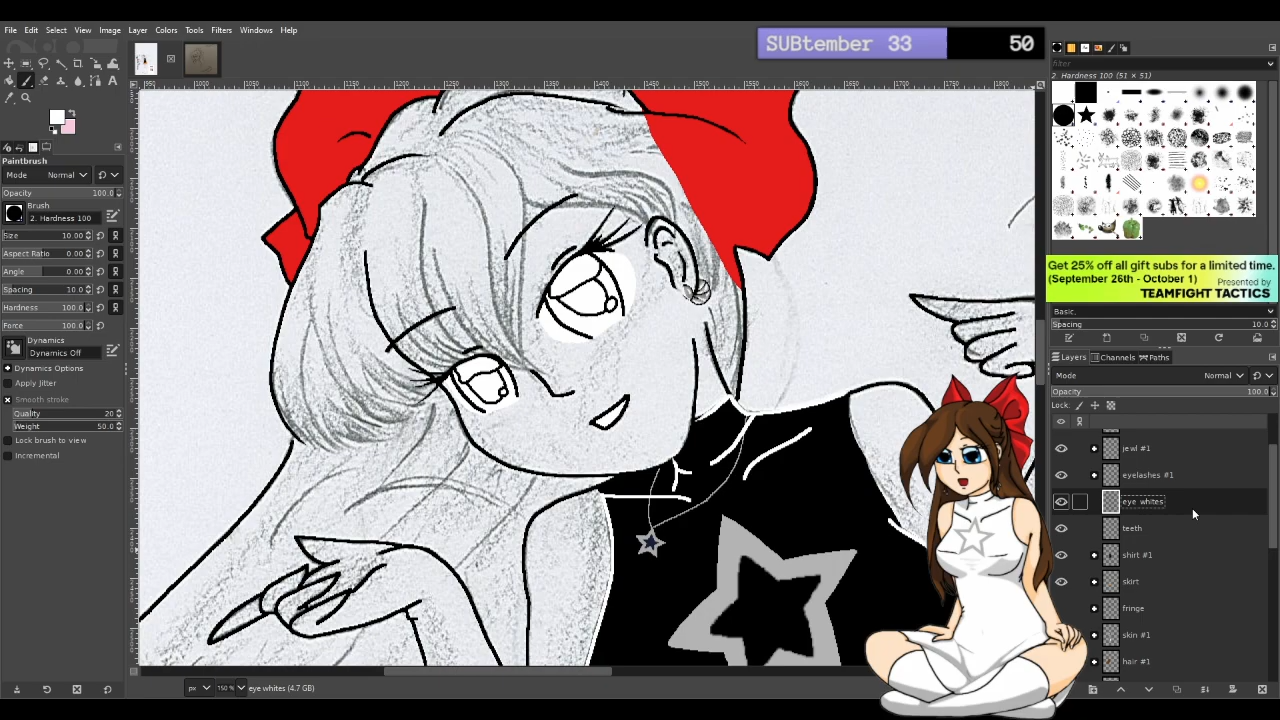 File Edit Select View Image Layer Colors Tools Filters Windows Help
SUBtember 33 50
filter
2. Hardness 100 (51 × 51)
Paintbrush
Mode Normal
Opacity 100.0
Brush
2. Hardness 100
Size 10.00
Aspect Ratio 0.00
Angle 0.00
Spacing 10.0
Hardness 100.0
Force 100.0
Dynamics
Dynamics Off
Dynamics Options
Apply Jitter
Smooth stroke
Quality 20
Weight 50.0
Lock brush to view
Incremental
Get 25% off all gift subs for a limited time.
(September 26th - October 1) Presented by
TEAMFIGHT TACTICS
Basic,
Spacing 10.0
Layers Channels Paths
Mode Normal
Opacity 100.0
Lock:
jewl #1
eyelashes #1
eye whites
teeth
shirt #1
skirt
fringe
skin #1
hair #1
px 150 % eye whites (4.7 GB)